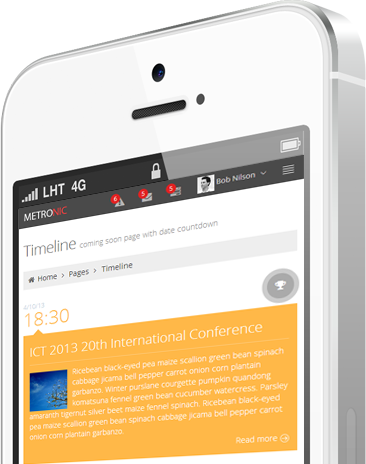 LHT 4G
METRONIC 6 5 5 Bob Nilson
Timeline coming soon page with date countdown
Home > Pages > Timeline
4/10/13
18:30
ICT 2013 20th International Conference
Ricebean black-eyed pea maize scallion green bean spinach
cabbage jicama bell pepper carrot onion corn plantain
garbanzo. Winter purslane courgette pumpkin quandong
komatsuna fennel green bean cucumber watercress. Parsley
amaranth tigernut silver beet maize fennel spinach. Ricebean black-eyed
pea maize scallion green bean spinach cabbage jicama bell pepper carrot
onion corn plantain garbanzo.
Read more